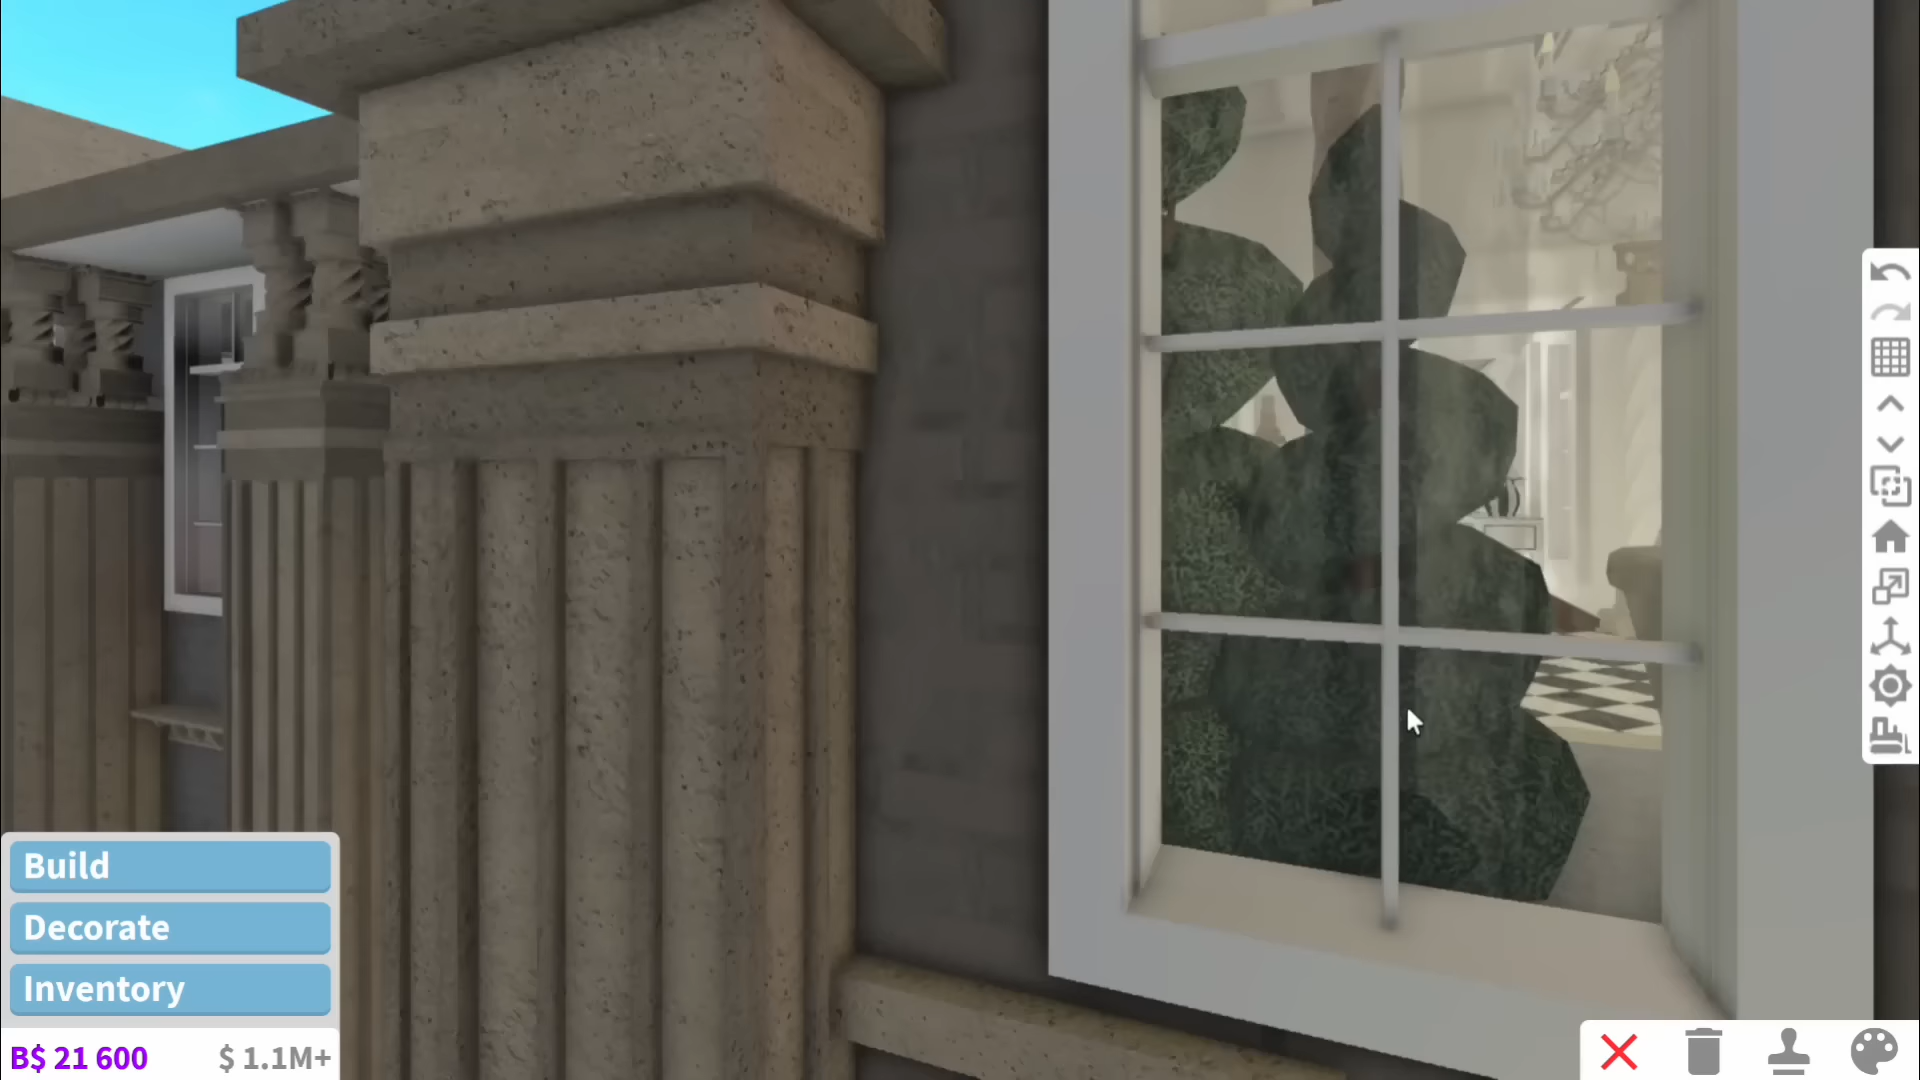 Build
Decorate
Inventory
B$ 21 600 $ 1.1M+